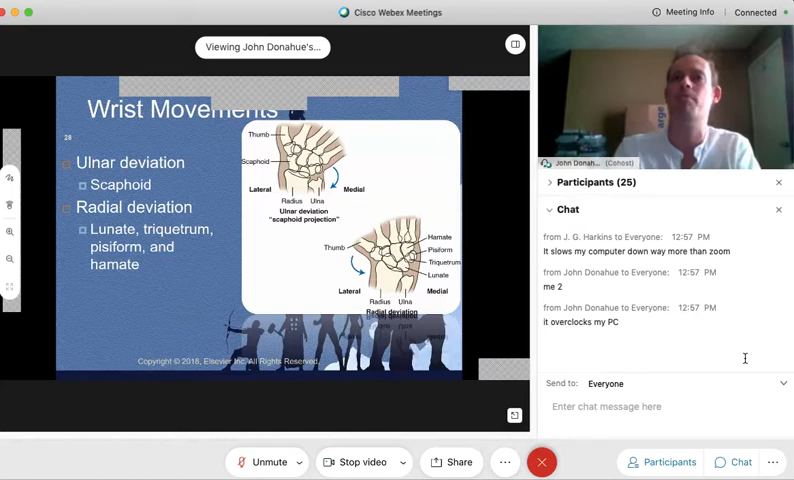 Cisco Webex Meetings
Meeting Info
Connected
Viewing John Donahue's...
Wrist Movements
28
Ulnar deviation
Scaphoid
Radial deviation
Lunate, triquetrum,
pisiform, and
hamate
Thumb
Scaphoid
Lateral
Medial
Radius
Ulna
Ulnar deviation
"scaphoid projection"
Hamate
Pisiform
Triquetrum
Lunate
Thumb
Lateral
Medial
Radius
Ulna
Radial deviation
Copyright © 2018, Elsevier Inc. All Rights Reserved.
arge
John Donah... (Cohost)
Participants (25)
Chat
from J. G. Harkins to Everyone: 12:57 PM
It slows my computer down way more than zoom
from John Donahue to Everyone: 12:57 PM
me 2
from John Donahue to Everyone: 12:57 PM
it overclocks my PC
Send to: Everyone
Enter chat message here
Unmute
Stop video
Share
Participants
Chat